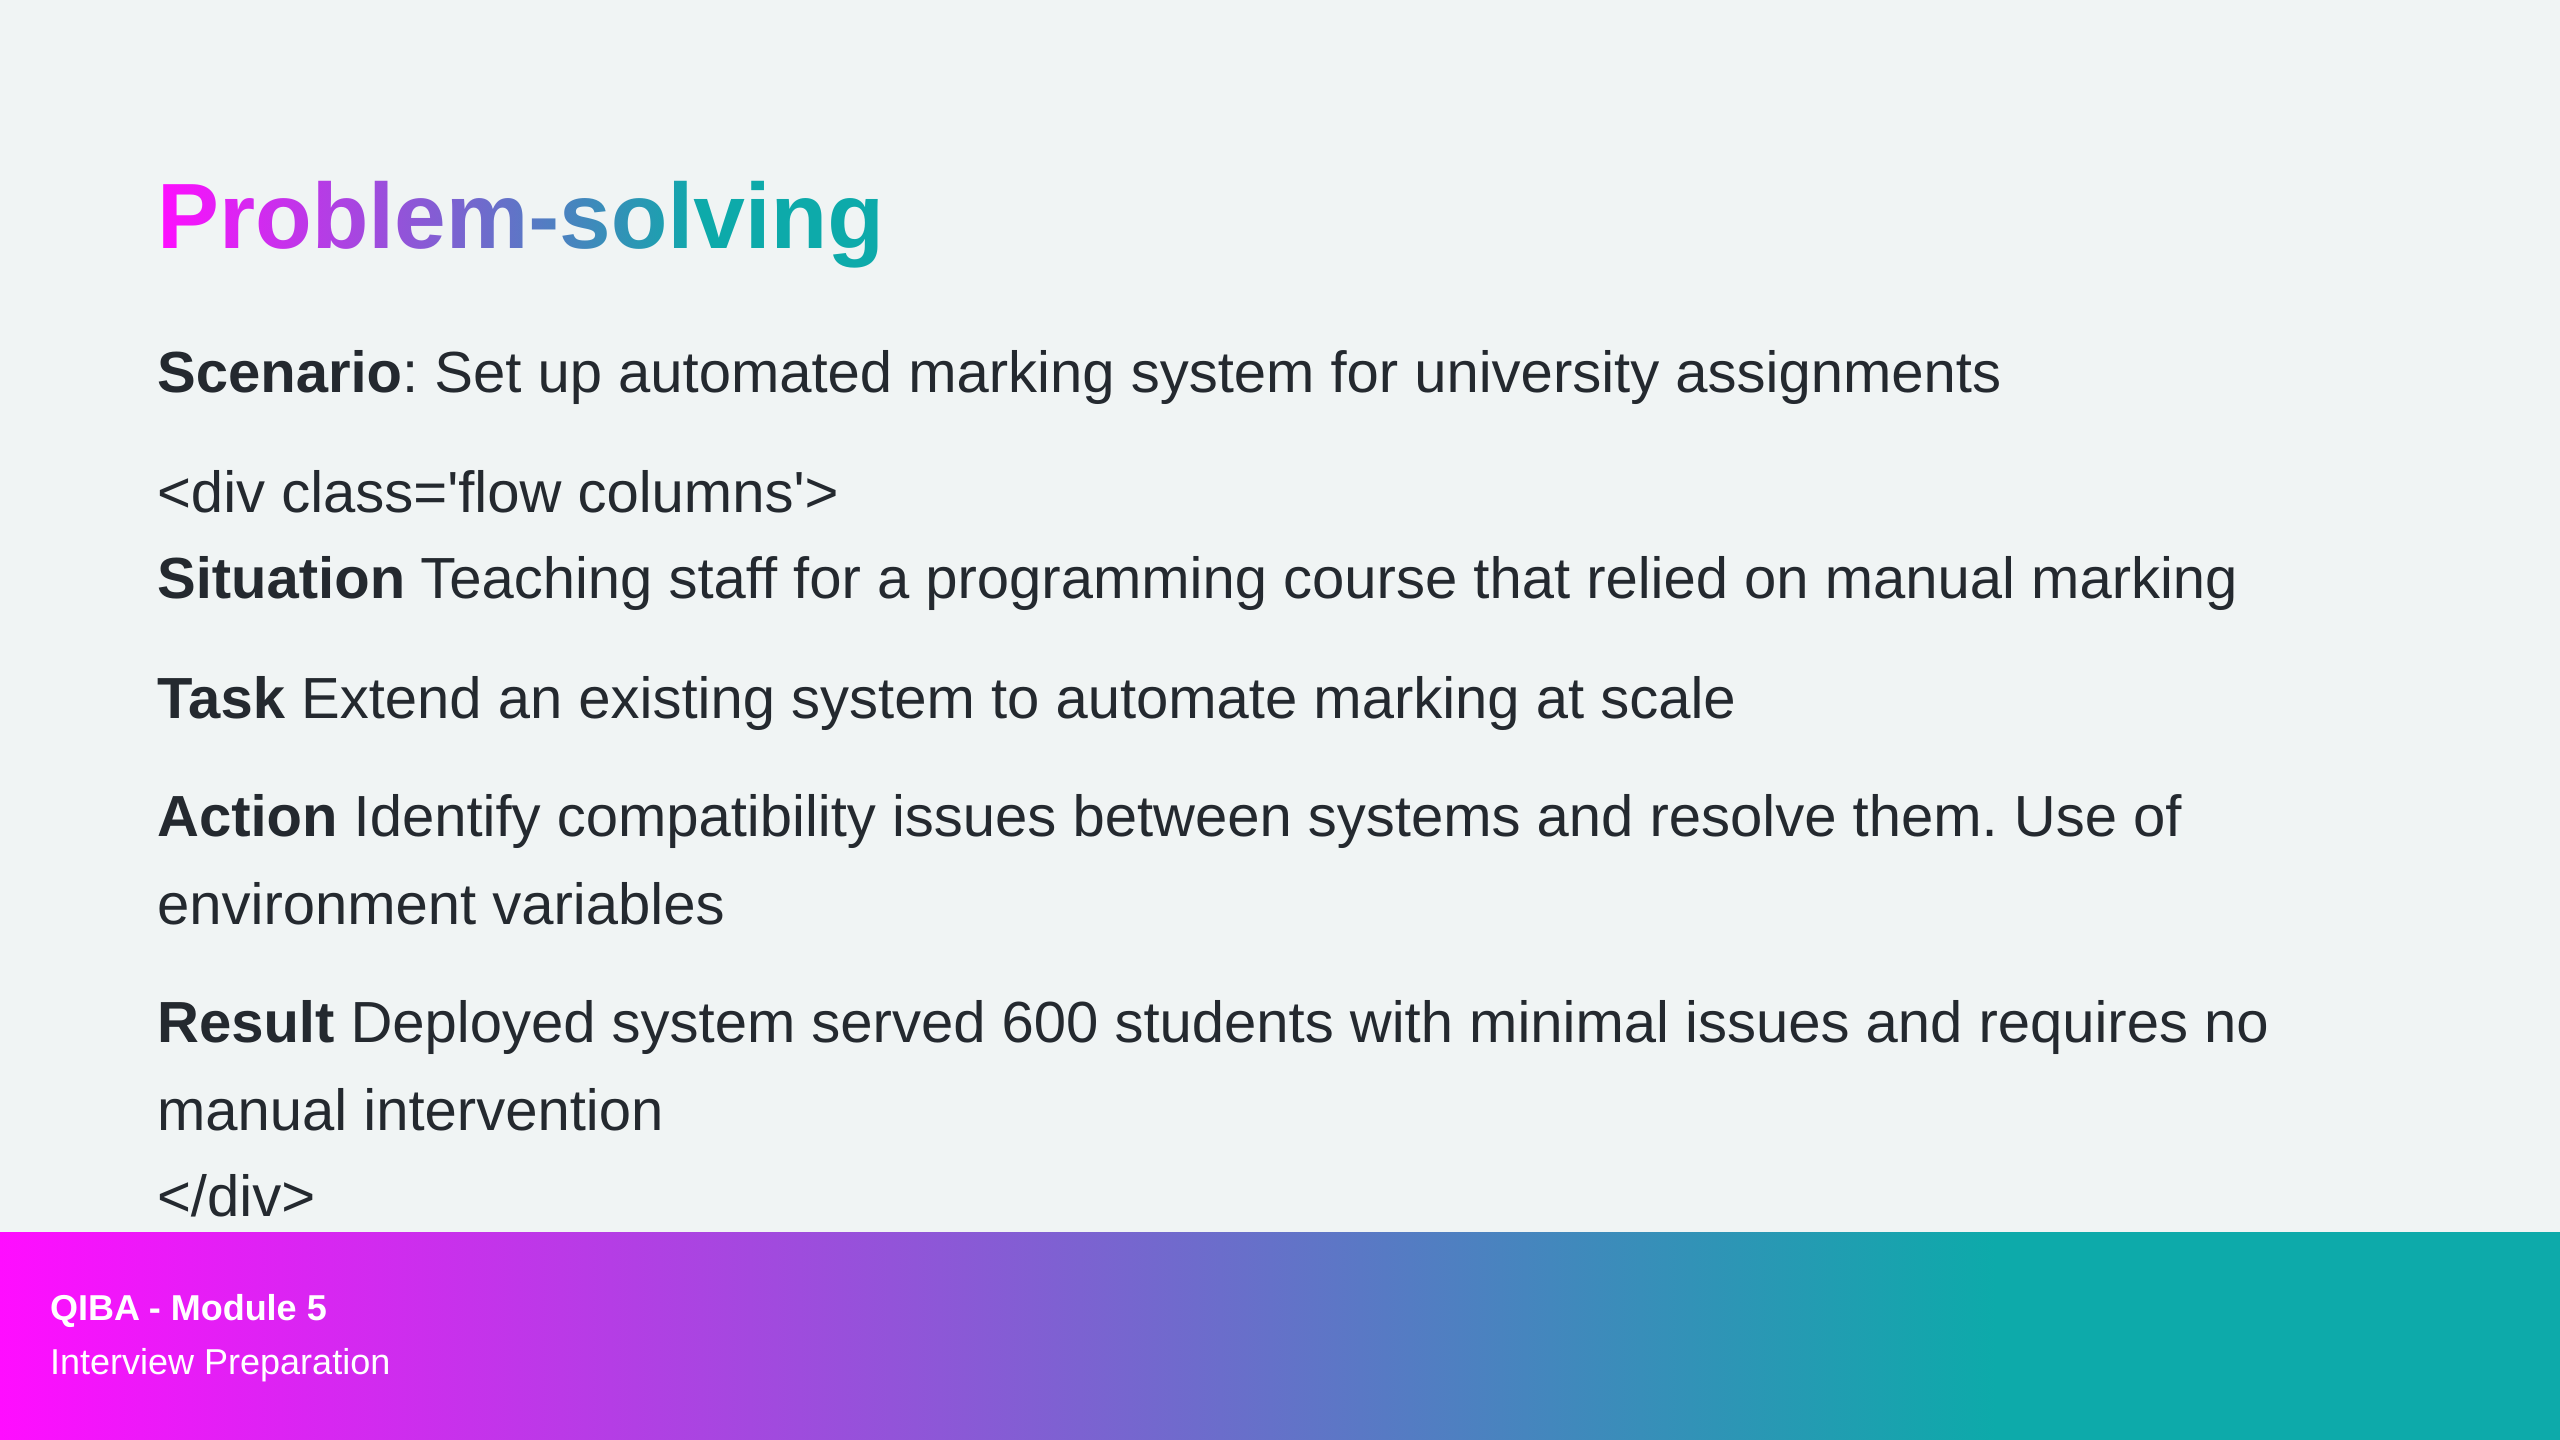 Problem-solving
Scenario: Set up automated marking system for university assignments
<div class='flow columns'>
Situation Teaching staff for a programming course that relied on manual marking
Task Extend an existing system to automate marking at scale
Action Identify compatibility issues between systems and resolve them. Use of
environment variables
Result Deployed system served 600 students with minimal issues and requires no
manual intervention
</div>
QIBA - Module 5
Interview Preparation